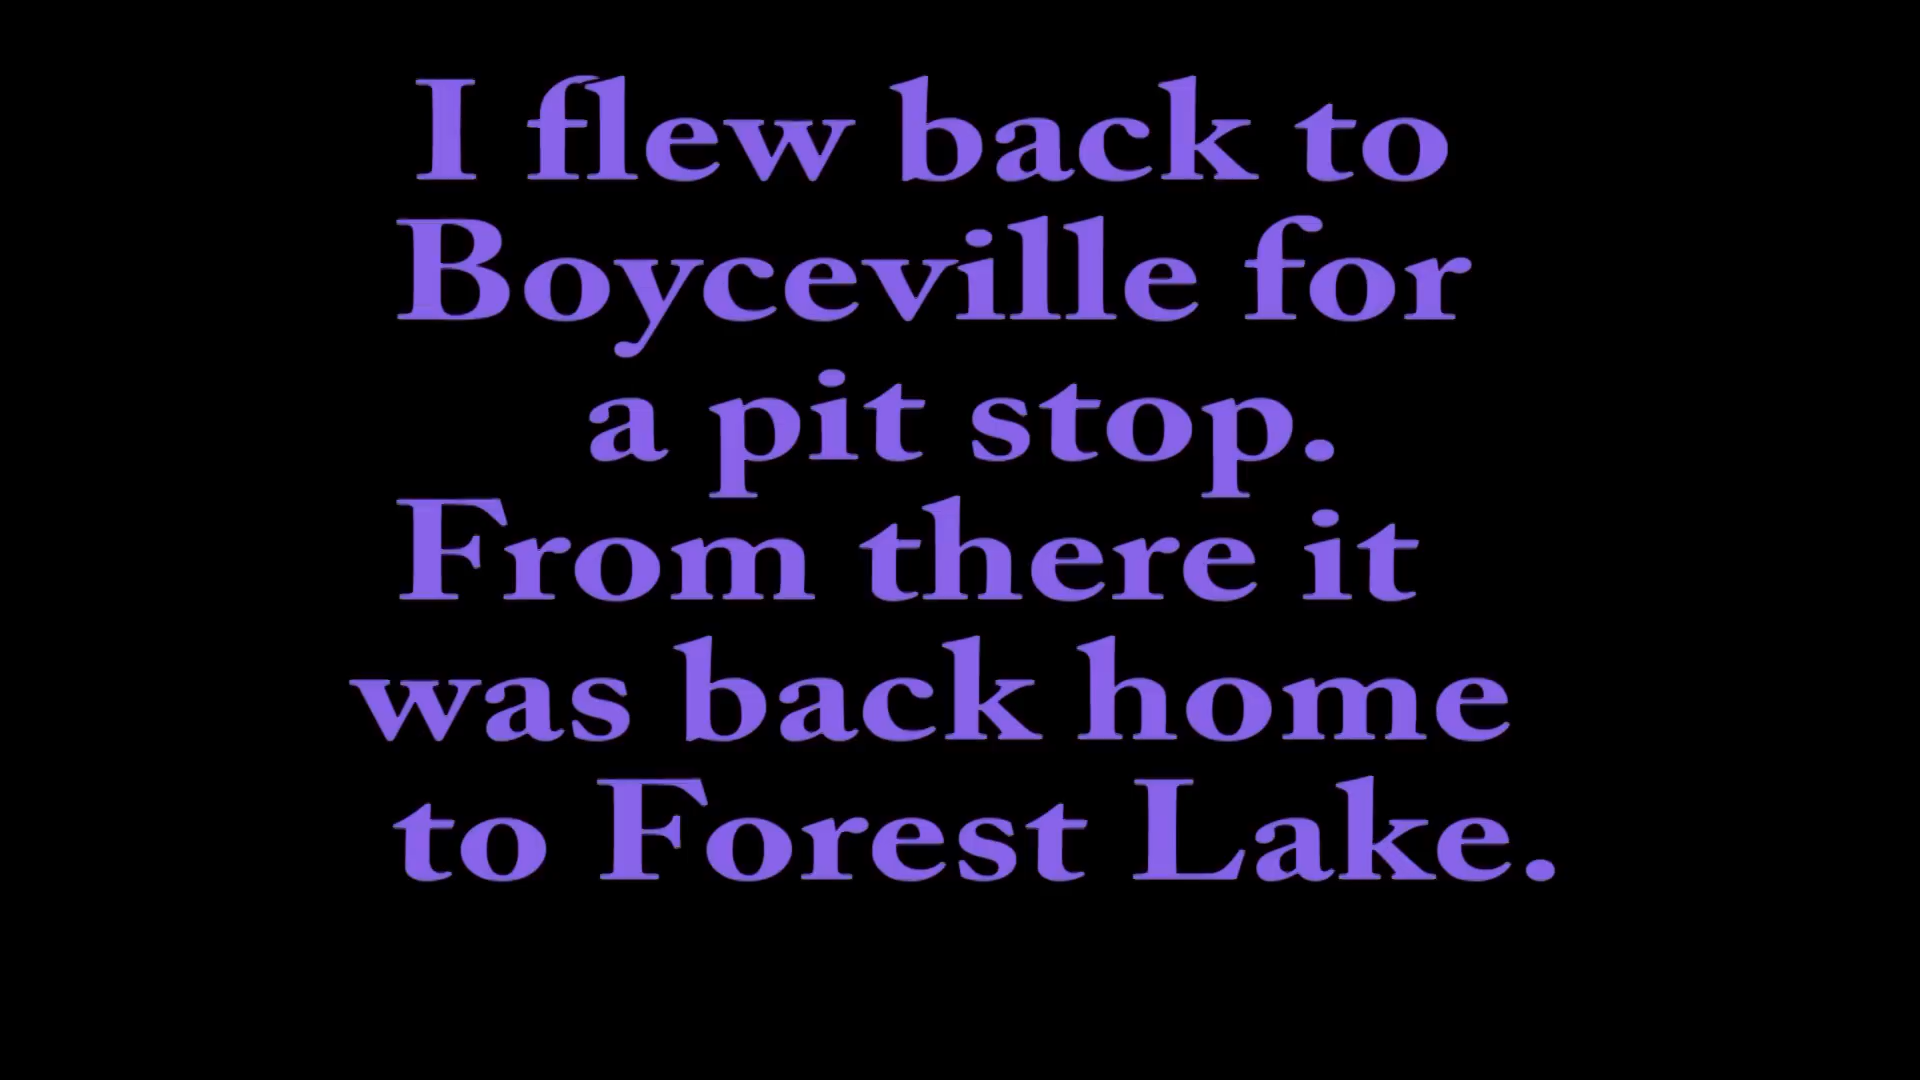 I flew back to
Boyceville for
a pit stop.
From there it
was back home
to Forest Lake.